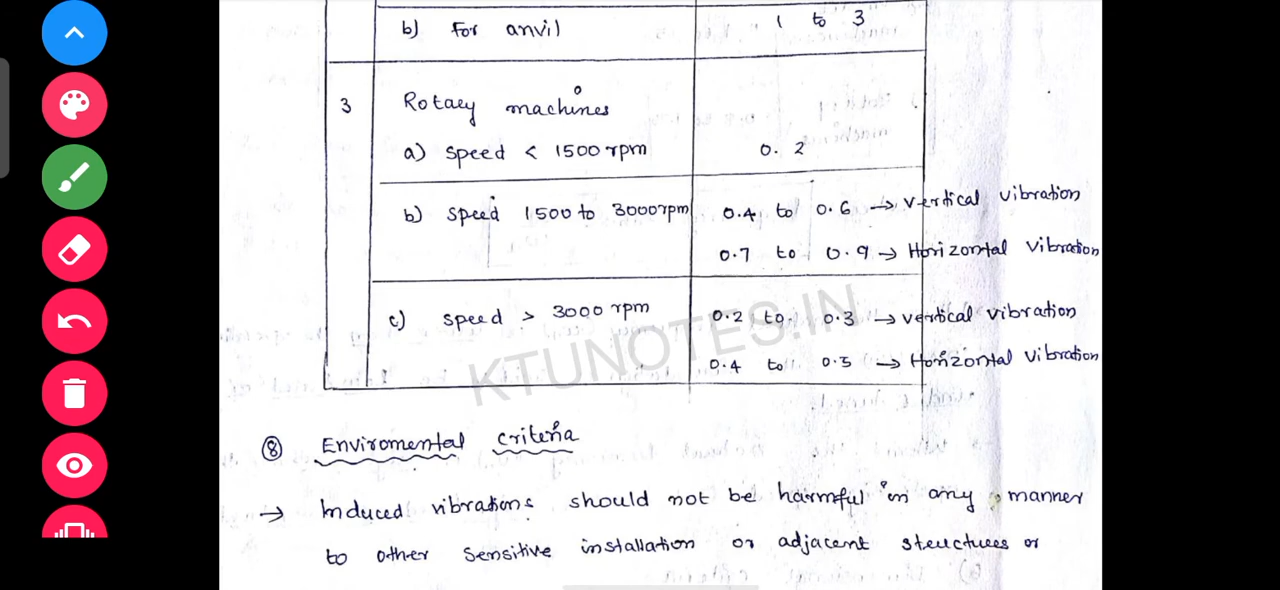 b) For anvil 1 to 3
3 Rotary machines
a) speed < 1500 rpm 0.2
b) speed 1500 to 3000 rpm 0.4 to 0.6 → vertical vibration
0.7 to 0.9 → Horizontal vibration
c) speed > 3000 rpm 0.2 to 0.3 → vertical vibration
0.4 to 0.5 → Horizontal vibration
KTUNOTES.IN
⑧ Enviromental criteria
→ Induced vibrations should not be harmful in any manner
to other sensitive installation or adjacent structures or